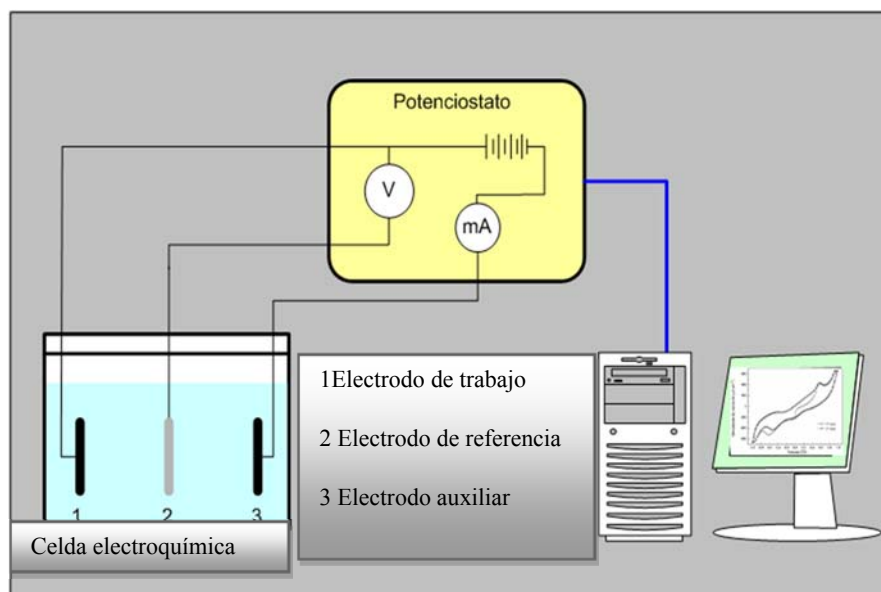 Potenciostato
V
mA
1Electrodo de trabajo
2 Electrodo de referencia
3 Electrodo auxiliar
1 2 3
Celda electroquímica